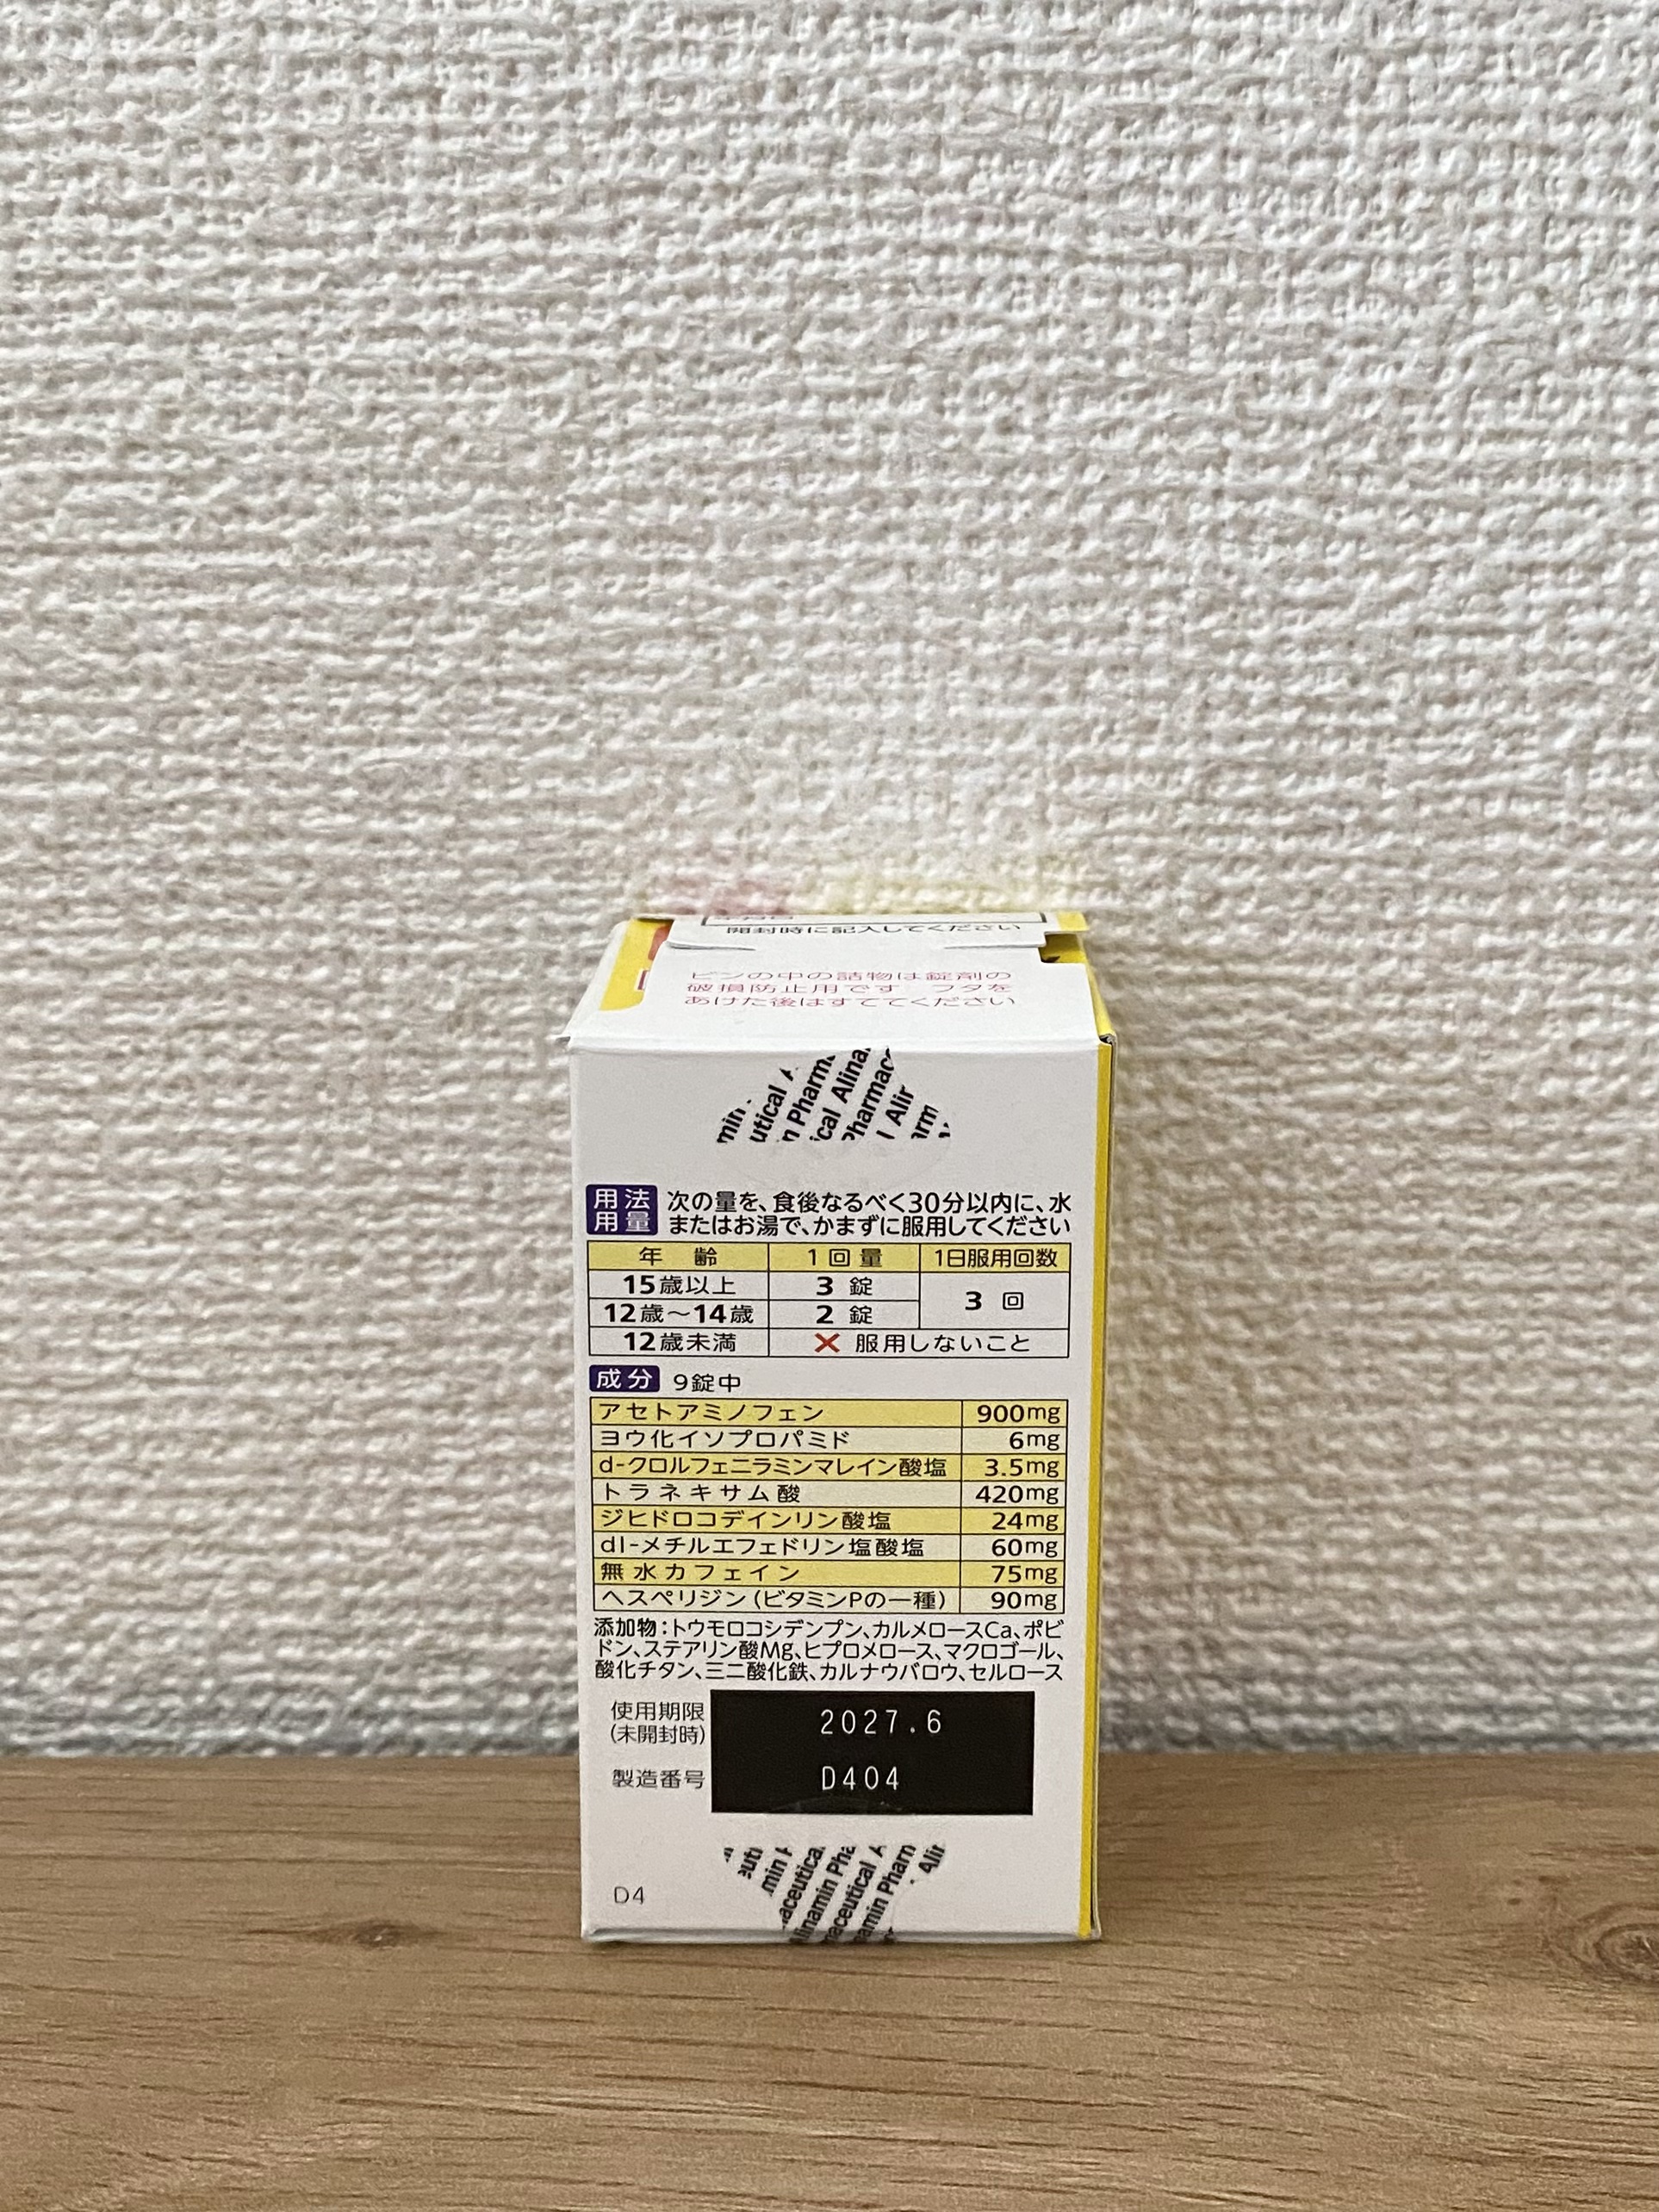 開封時に記入してください
ビンの中の詰物は錠剤の
破損防止用です。フタを
あけた後はすててください
utical
Pharm
Alina
Pharmac
用法
用量
次の量を、食後なるべく30分以内に、水
またはお湯で、かまずに服用してください
年 齢 1回量 1日服用回数
15歳以上 3 錠 3 回
12歳〜14歳 2 錠
12歳未満 × 服用しないこと
成分 9錠中
アセトアミノフェン 900mg
ヨウ化イソプロパミド 6mg
d-クロルフェニラミンマレイン酸塩 3.5mg
トラネキサム酸 420mg
ジヒドロコデインリン酸塩 24mg
dl-メチルエフェドリン塩酸塩 60mg
無水カフェイン 75mg
ヘスペリジン(ビタミンPの一種) 90mg
添加物:トウモロコシデンプン、カルメロースCa、ポビ
ドン、ステアリン酸Mg、ヒプロメロース、マクロゴール、
酸化チタン、三二酸化鉄、カルナウバロウ、セルロース
使用期限 2027.6
(未開封時)
製造番号 D404
D4